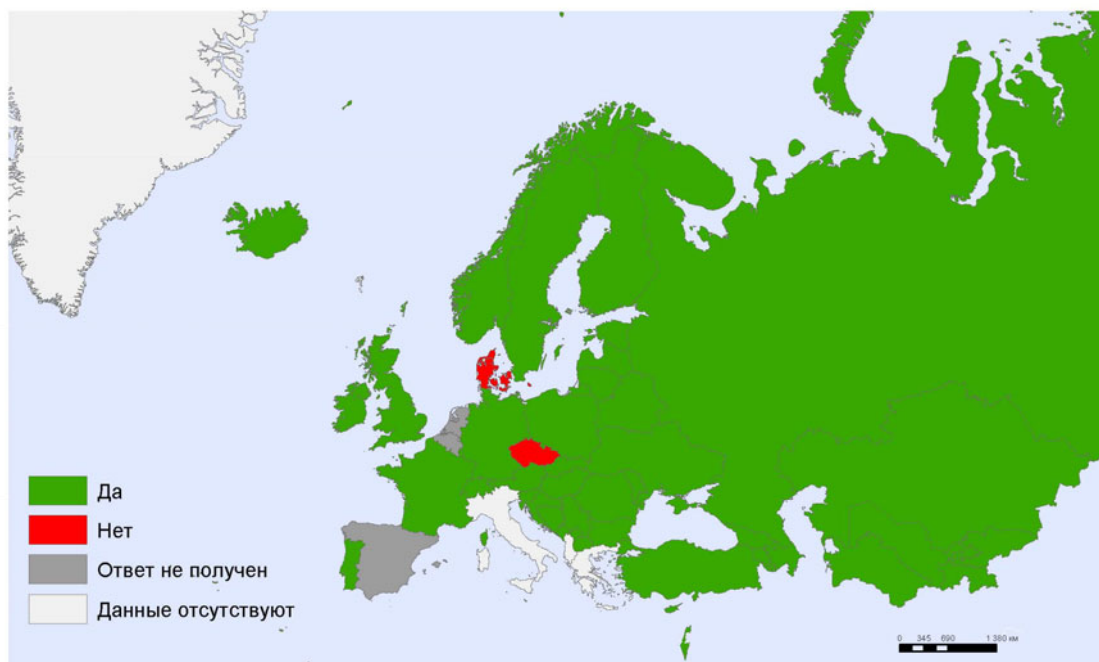 Да
Нет
Ответ не получен
Данные отсутствуют
0 345 690 1 380 км